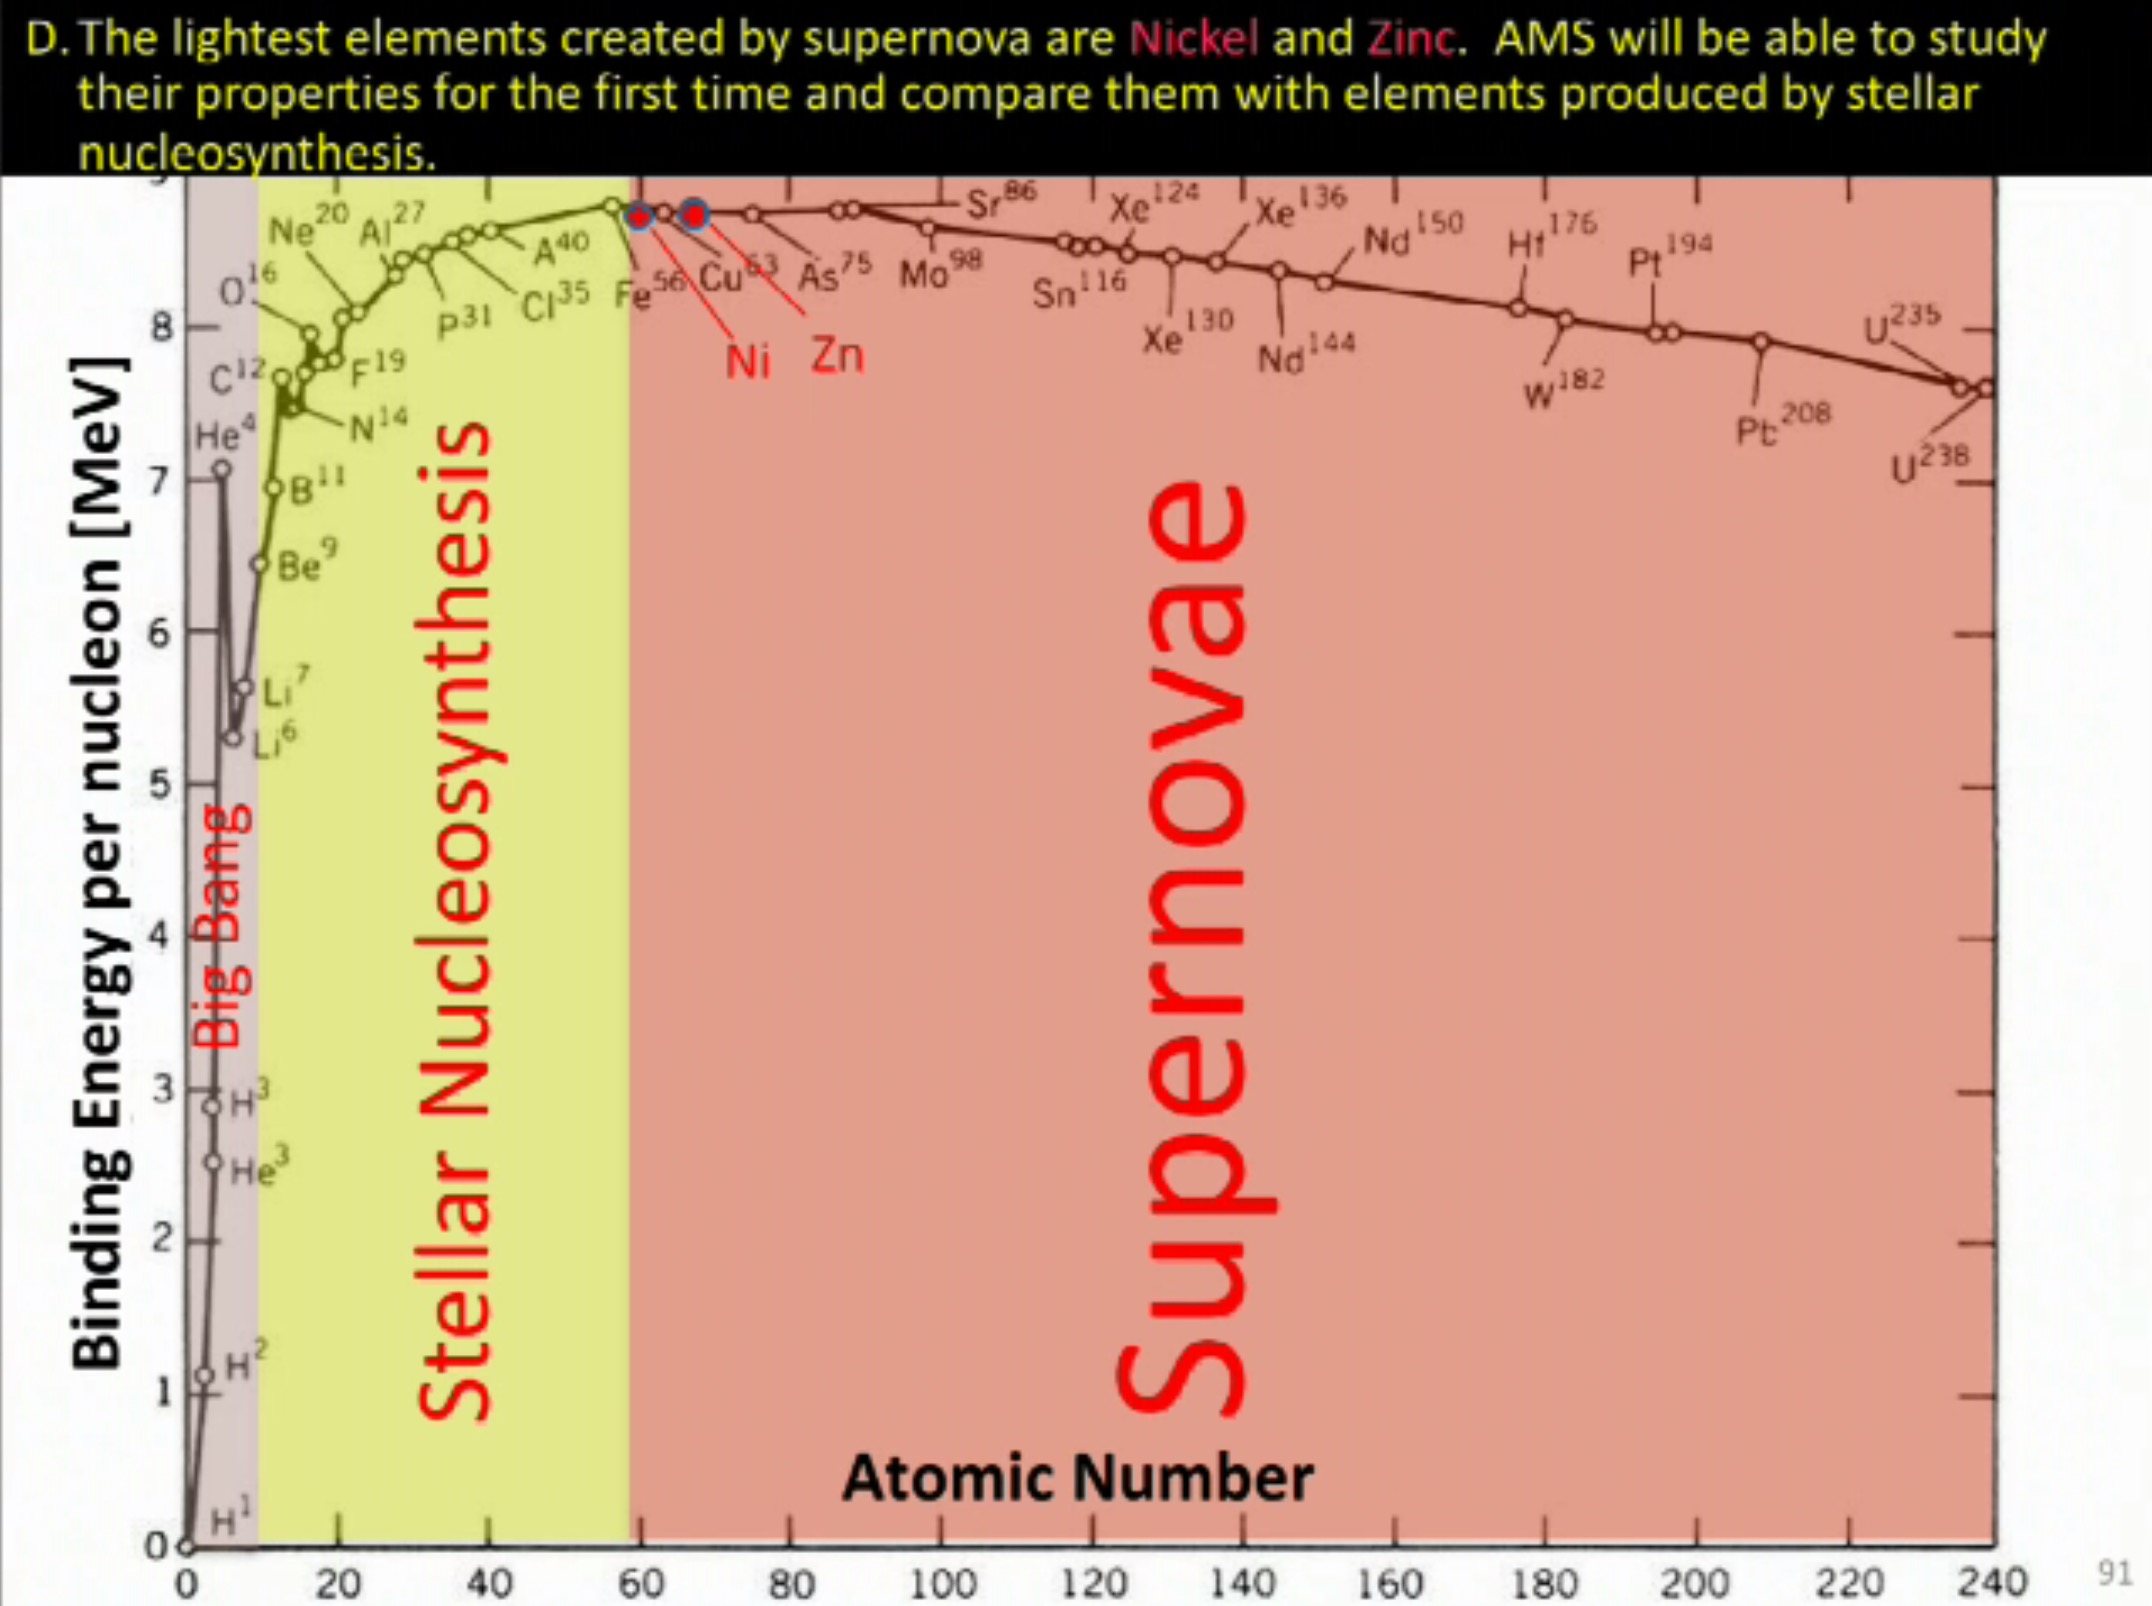 D. The lightest elements created by supernova are Nickel and Zinc. AMS will be able to study
their properties for the first time and compare them with elements produced by stellar
nucleosynthesis.
Binding Energy per nucleon [MeV]
8
7
6
5
4
3
2
1
0
Big Bang
Stellar Nucleosynthesis
Supernovae
H¹
H²
He³
H³
Li⁶
Li⁷
Be⁹
B¹¹
He⁴
N¹⁴
C¹²
F¹⁹
O¹⁶
Ne²⁰
Al²⁷
P³¹
Cl³⁵
A⁴⁰
Fe⁵⁶
Ni
Cu⁶³
Zn
As⁷⁵
Sr⁸⁶
Mo⁹⁸
Sn¹¹⁶
Xe¹²⁴
Xe¹³⁰
Xe¹³⁶
Nd¹⁴⁴
Nd¹⁵⁰
Hf¹⁷⁶
W¹⁸²
Pt¹⁹⁴
Pb²⁰⁸
U²³⁵
U²³⁸
Atomic Number
0 20 40 60 80 100 120 140 160 180 200 220 240
91